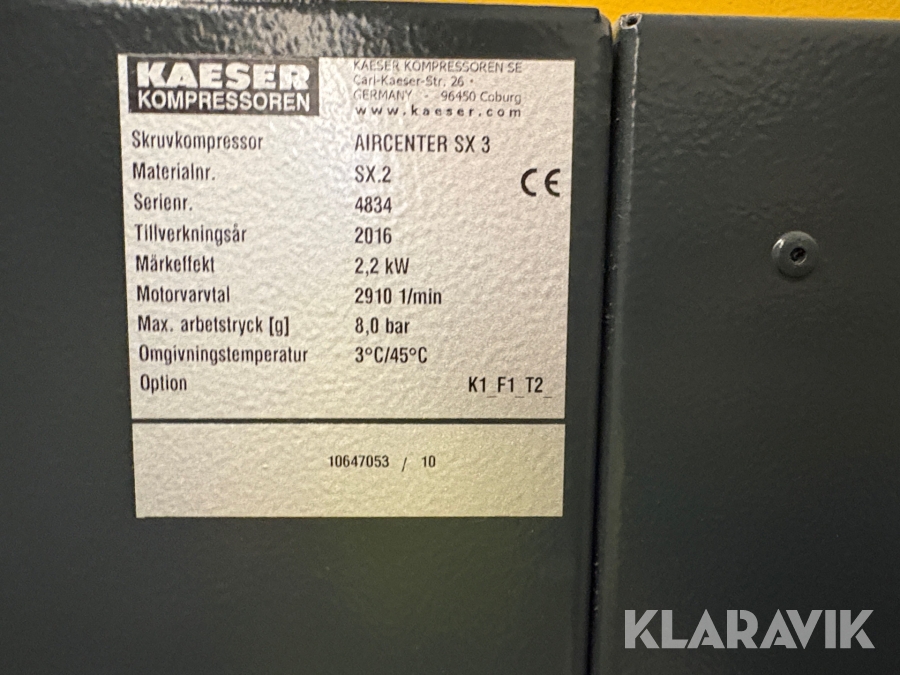 KAESER
KOMPRESSOREN
KAESER KOMPRESSOREN SE
Carl-Kaeser-Str. 26 ·
GERMANY - 96450 Coburg
www.kaeser.com
Skruvkompressor AIRCENTER SX 3
Materialnr. SX.2
CE
Serienr. 4834
Tillverkningsår 2016
Märkeffekt 2,2 kW
Motorvarvtal 2910 1/min
Max. arbetstryck [g] 8,0 bar
Omgivningstemperatur 3°C/45°C
Option K1_F1_T2_
10647053 / 10
KLARAVIK